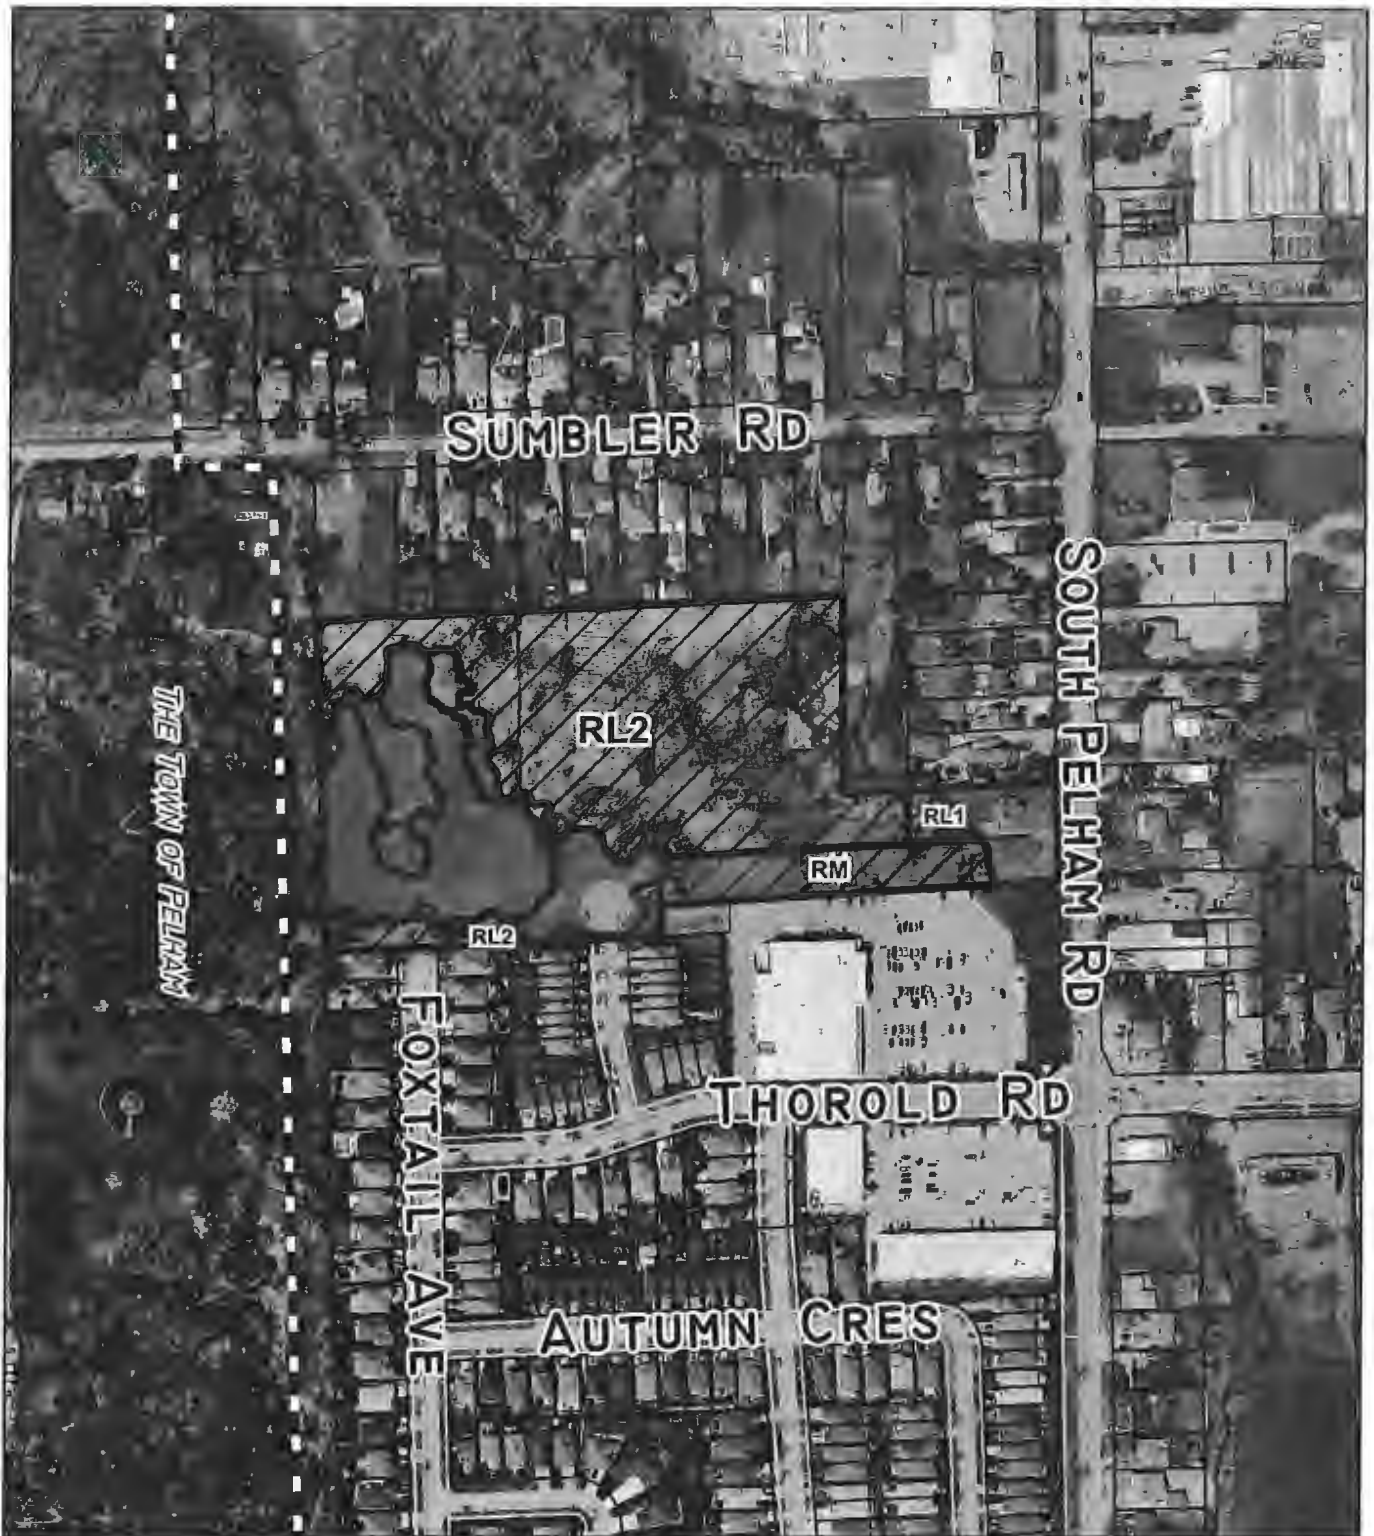 SUMBLER RD
SOUTH PELHAM RD
THE TOWN OF PELHAM
RL2
RL1
RM
RL2
FOXTAIL AVE
THOROLD RD
AUTUMN CRES